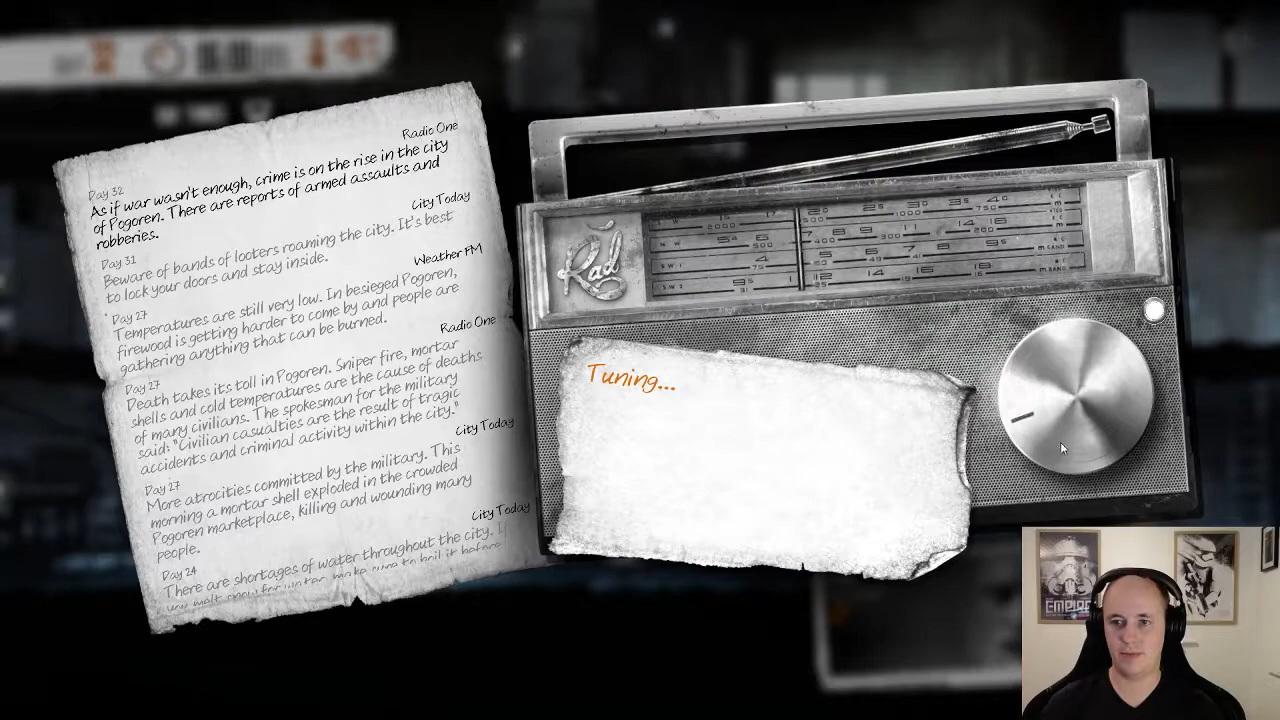 Radio One
Day 32
As if war wasn't enough, crime is on the rise in the city
of Pogoren. There are reports of armed assaults and
robberies.
City Today
Day 31
Beware of bands of looters roaming the city. It's best
to lock your doors and stay inside.
Weather FM
Day 27
Temperatures are still very low. In besieged Pogoren,
firewood is getting harder to come by and people are
gathering anything that can be burned.
Radio One
Day 27
Death takes its toll in Pogoren. Sniper fire, mortar
shells and cold temperatures are the cause of deaths
of many civilians. The spokesman for the military
said: "Civilian casualties are the result of tragic
accidents and criminal activity within the city."
City Today
Day 27
More atrocities committed by the military. This
morning a mortar shell exploded in the crowded
Pogoren marketplace, killing and wounding many
people.
City Today
Day 24
There are shortages of water throughout the city. If
Rad
Tuning...
EMPIRE